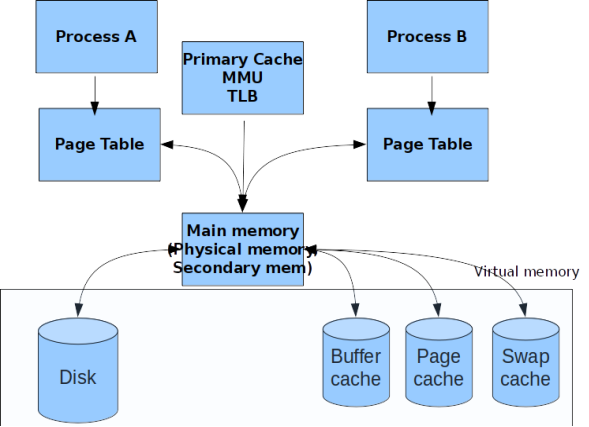 Process A
Process B
Primary Cache
MMU
TLB
Page Table
Page Table
Main memory
(Physical memory,
Secondary mem)
Virtual memory
Disk
Buffer
cache
Page
cache
Swap
cache